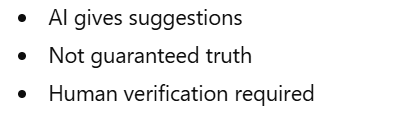 • AI gives suggestions
• Not guaranteed truth
• Human verification required